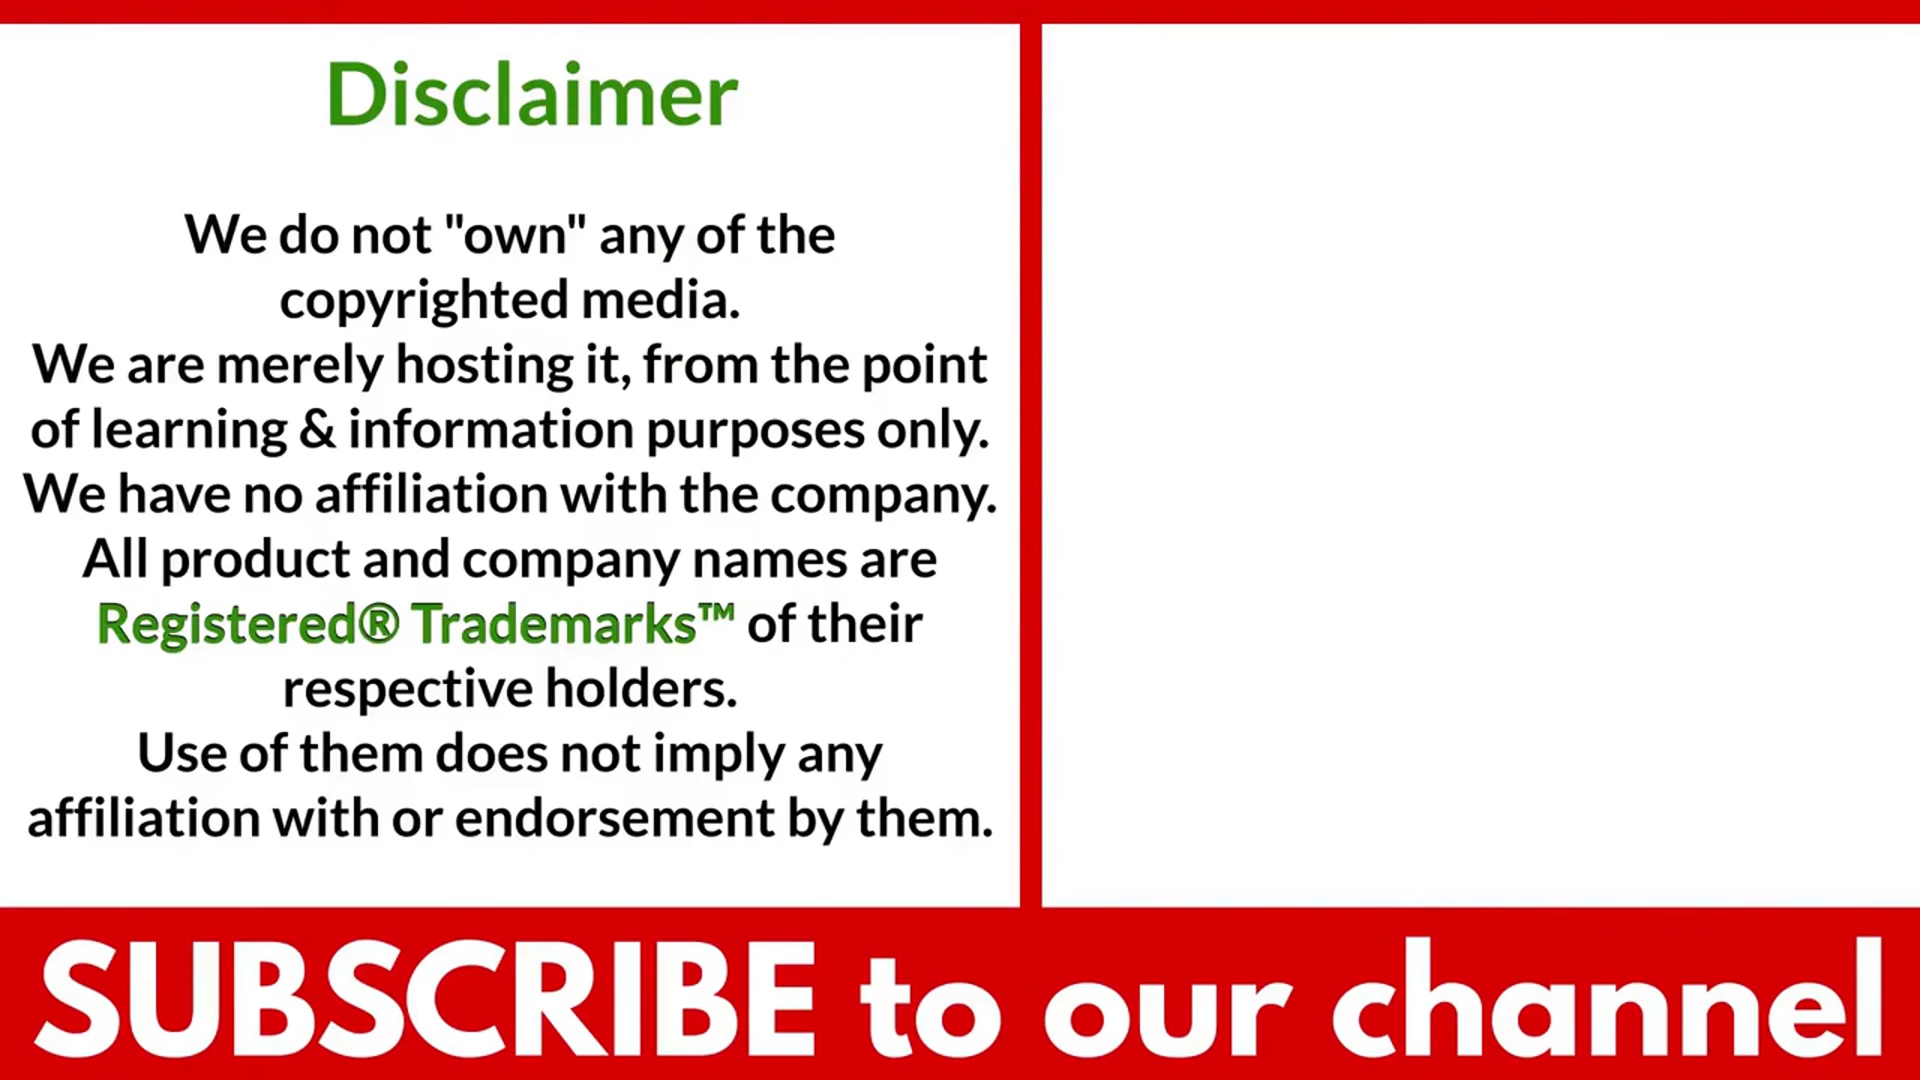 Disclaimer
We do not "own" any of the
copyrighted media.
We are merely hosting it, from the point
of learning & information purposes only.
We have no affiliation with the company.
All product and company names are
Registered® Trademarks™ of their
respective holders.
Use of them does not imply any
affiliation with or endorsement by them.
SUBSCRIBE to our channel